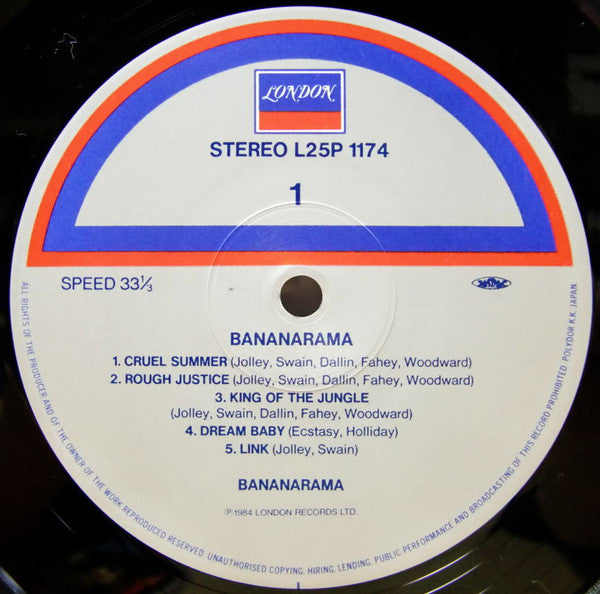 LONDON
STEREO L25P 1174
1
SPEED 33⅓
BANANARAMA
1. CRUEL SUMMER (Jolley, Swain, Dallin, Fahey, Woodward)
2. ROUGH JUSTICE (Jolley, Swain, Dallin, Fahey, Woodward)
3. KING OF THE JUNGLE
(Jolley, Swain, Dallin, Fahey, Woodward)
4. DREAM BABY (Ecstasy, Holliday)
5. LINK (Jolley, Swain)
BANANARAMA
Ⓟ1984 LONDON RECORDS LTD.
ALL RIGHTS OF THE PRODUCER AND OF THE OWNER OF THE WORK REPRODUCED RESERVED. UNAUTHORISED COPYING, HIRING, LENDING, PUBLIC PERFORMANCE AND BROADCASTING OF THIS RECORD PROHIBITED. POLYDOR K.K. JAPAN